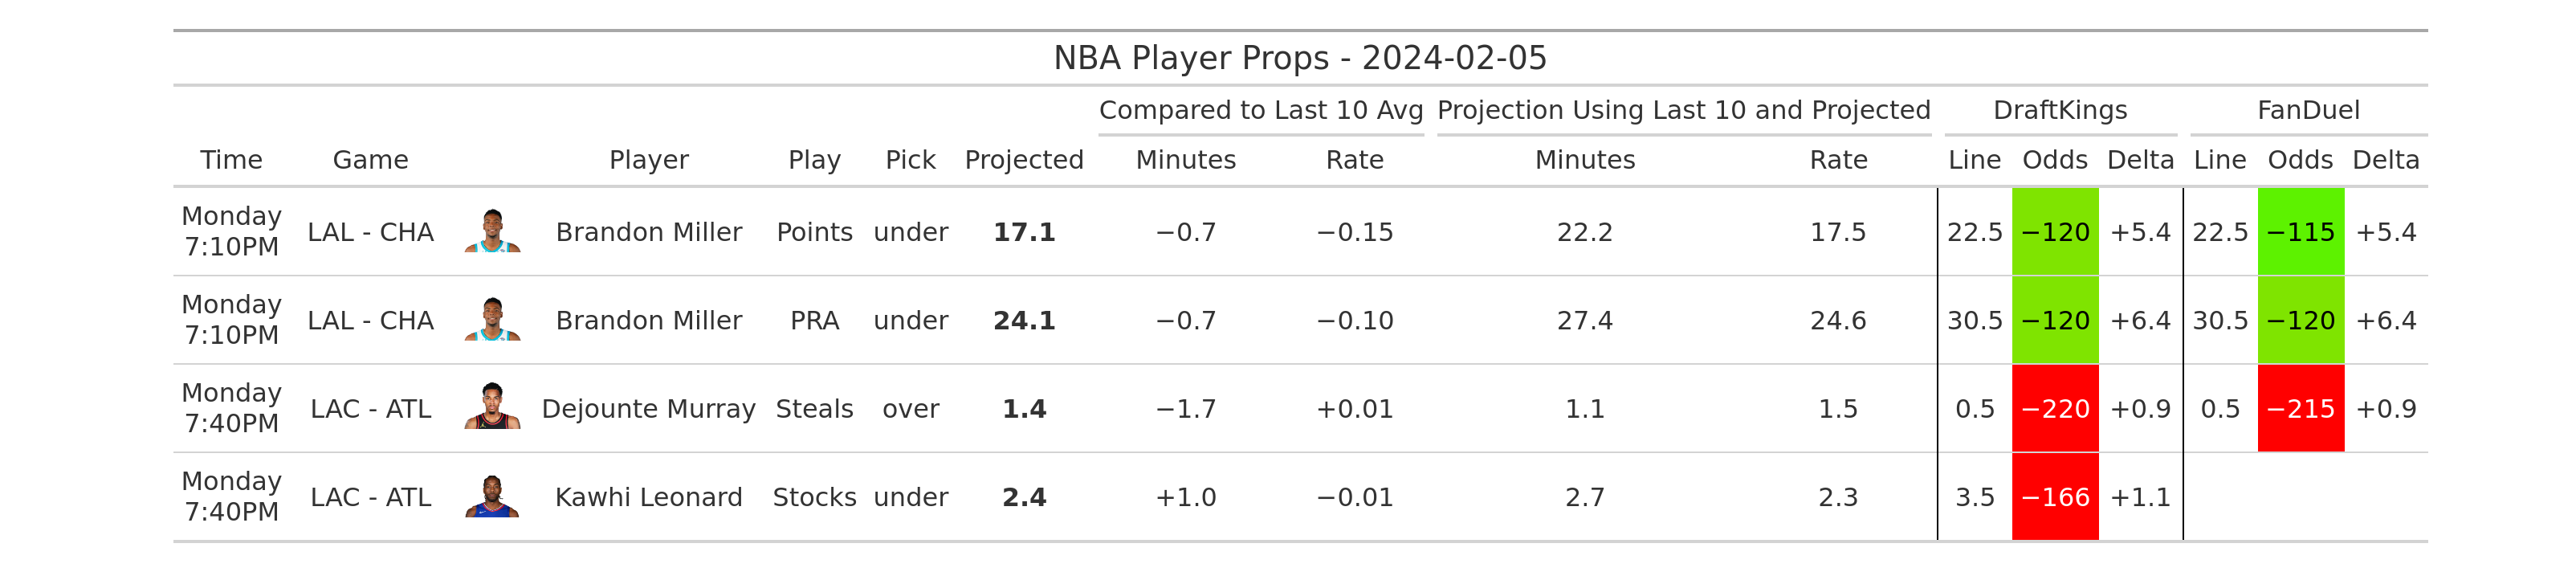 NBA Player Props - 2024-02-05
Compared to Last 10 Avg Projection Using Last 10 and Projected DraftKings FanDuel
Time Game Player Play Pick Projected Minutes Rate Minutes Rate Line Odds Delta Line Odds Delta
Monday
7:10PM LAL - CHA Brandon Miller Points under 17.1 −0.7 −0.15 22.2 17.5 22.5 −120 +5.4 22.5 −115 +5.4
Monday
7:10PM LAL - CHA Brandon Miller PRA under 24.1 −0.7 −0.10 27.4 24.6 30.5 −120 +6.4 30.5 −120 +6.4
Monday
7:40PM LAC - ATL Dejounte Murray Steals over 1.4 −1.7 +0.01 1.1 1.5 0.5 −220 +0.9 0.5 −215 +0.9
Monday
7:40PM LAC - ATL Kawhi Leonard Stocks under 2.4 +1.0 −0.01 2.7 2.3 3.5 −166 +1.1